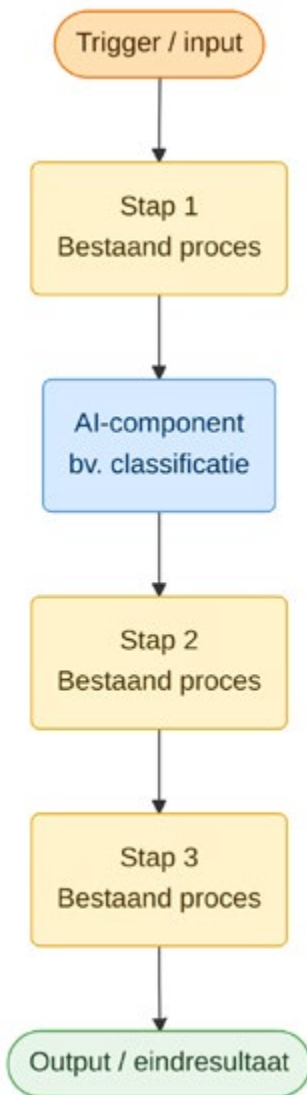 Trigger / input
Stap 1
Bestaand proces
AI-component
bv. classificatie
Stap 2
Bestaand proces
Stap 3
Bestaand proces
Output / eindresultaat